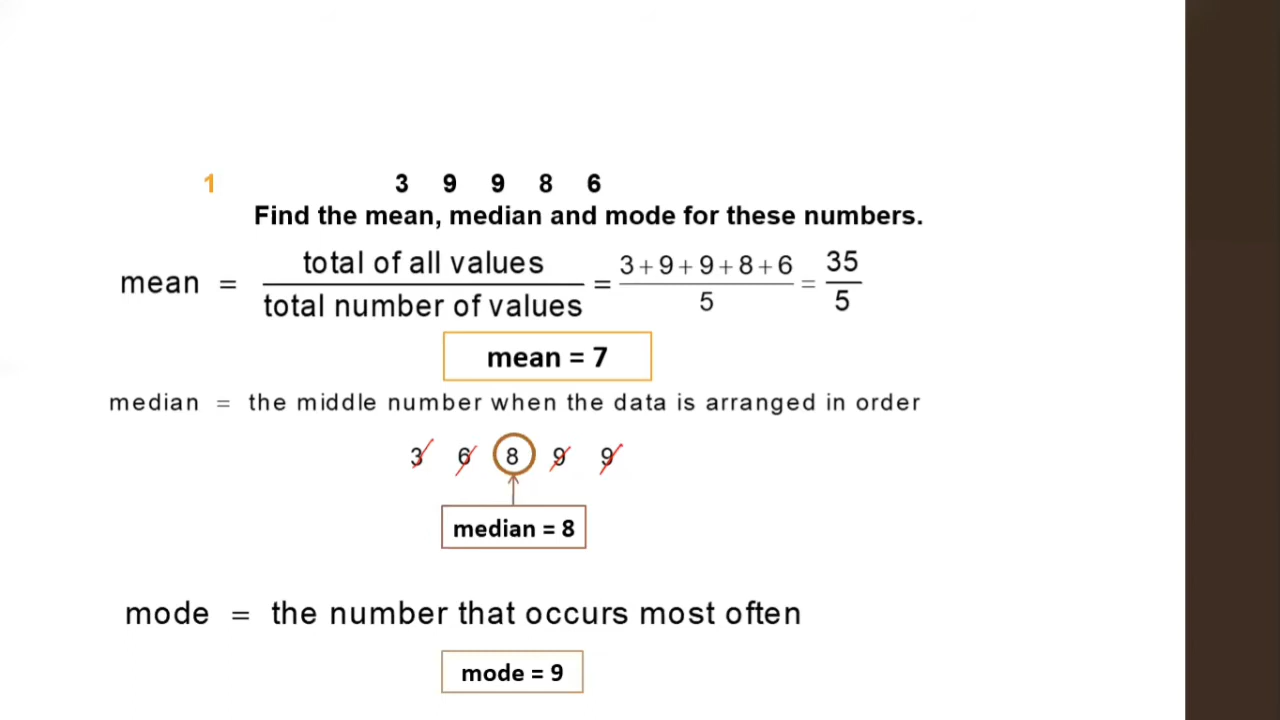 1 3 9 9 8 6
Find the mean, median and mode for these numbers.
mean = total of all values / total number of values = 3+9+9+8+6 / 5 = 35 / 5
mean = 7
median = the middle number when the data is arranged in order
3 6 8 9 9
median = 8
mode = the number that occurs most often
mode = 9